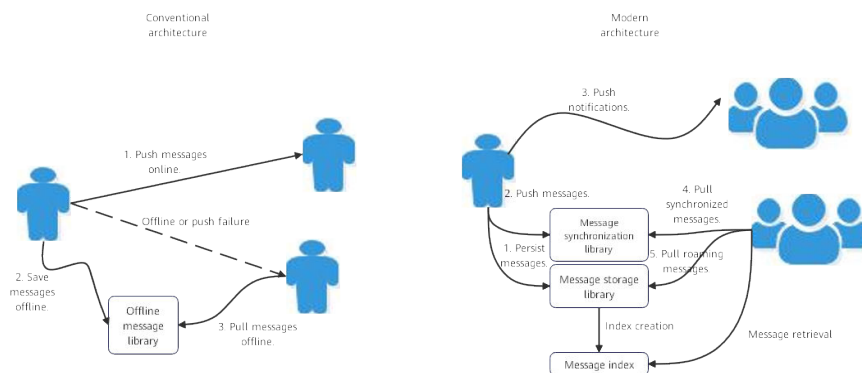 Conventional
architecture
1. Push messages
online.
Offline or push failure
2. Save
messages
offline.
Offline
message
library
3. Pull messages
offline.
Modern
architecture
3. Push
notifications.
2. Push messages.
4. Pull
synchronized
messages.
Message
synchronization
library
1. Persist
messages.
5. Pull roaming
messages
Message storage
library
Index creation
Message retrieval
Message index